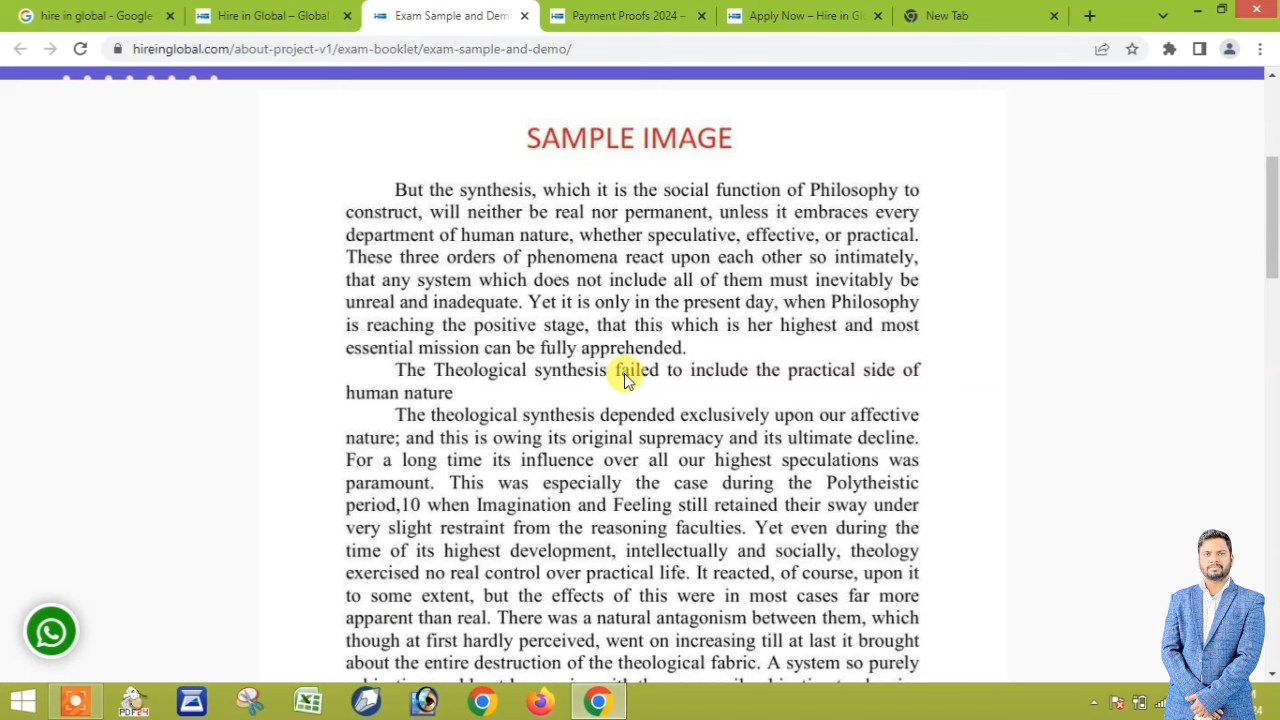 hire in global - Google
Hire in Global – Global
Exam Sample and Dem
Payment Proofs 2024 –
Apply Now – Hire in Gl
New Tab
hireinglobal.com/about-project-v1/exam-booklet/exam-sample-and-demo/
SAMPLE IMAGE
But the synthesis, which it is the social function of Philosophy to
construct, will neither be real nor permanent, unless it embraces every
department of human nature, whether speculative, effective, or practical.
These three orders of phenomena react upon each other so intimately,
that any system which does not include all of them must inevitably be
unreal and inadequate. Yet it is only in the present day, when Philosophy
is reaching the positive stage, that this which is her highest and most
essential mission can be fully apprehended.
The Theological synthesis failed to include the practical side of
human nature
The theological synthesis depended exclusively upon our affective
nature; and this is owing its original supremacy and its ultimate decline.
For a long time its influence over all our highest speculations was
paramount. This was especially the case during the Polytheistic
period,10 when Imagination and Feeling still retained their sway under
very slight restraint from the reasoning faculties. Yet even during the
time of its highest development, intellectually and socially, theology
exercised no real control over practical life. It reacted, of course, upon it
to some extent, but the effects of this were in most cases far more
apparent than real. There was a natural antagonism between them, which
though at first hardly perceived, went on increasing till at last it brought
about the entire destruction of the theological fabric. A system so purely
PDF24